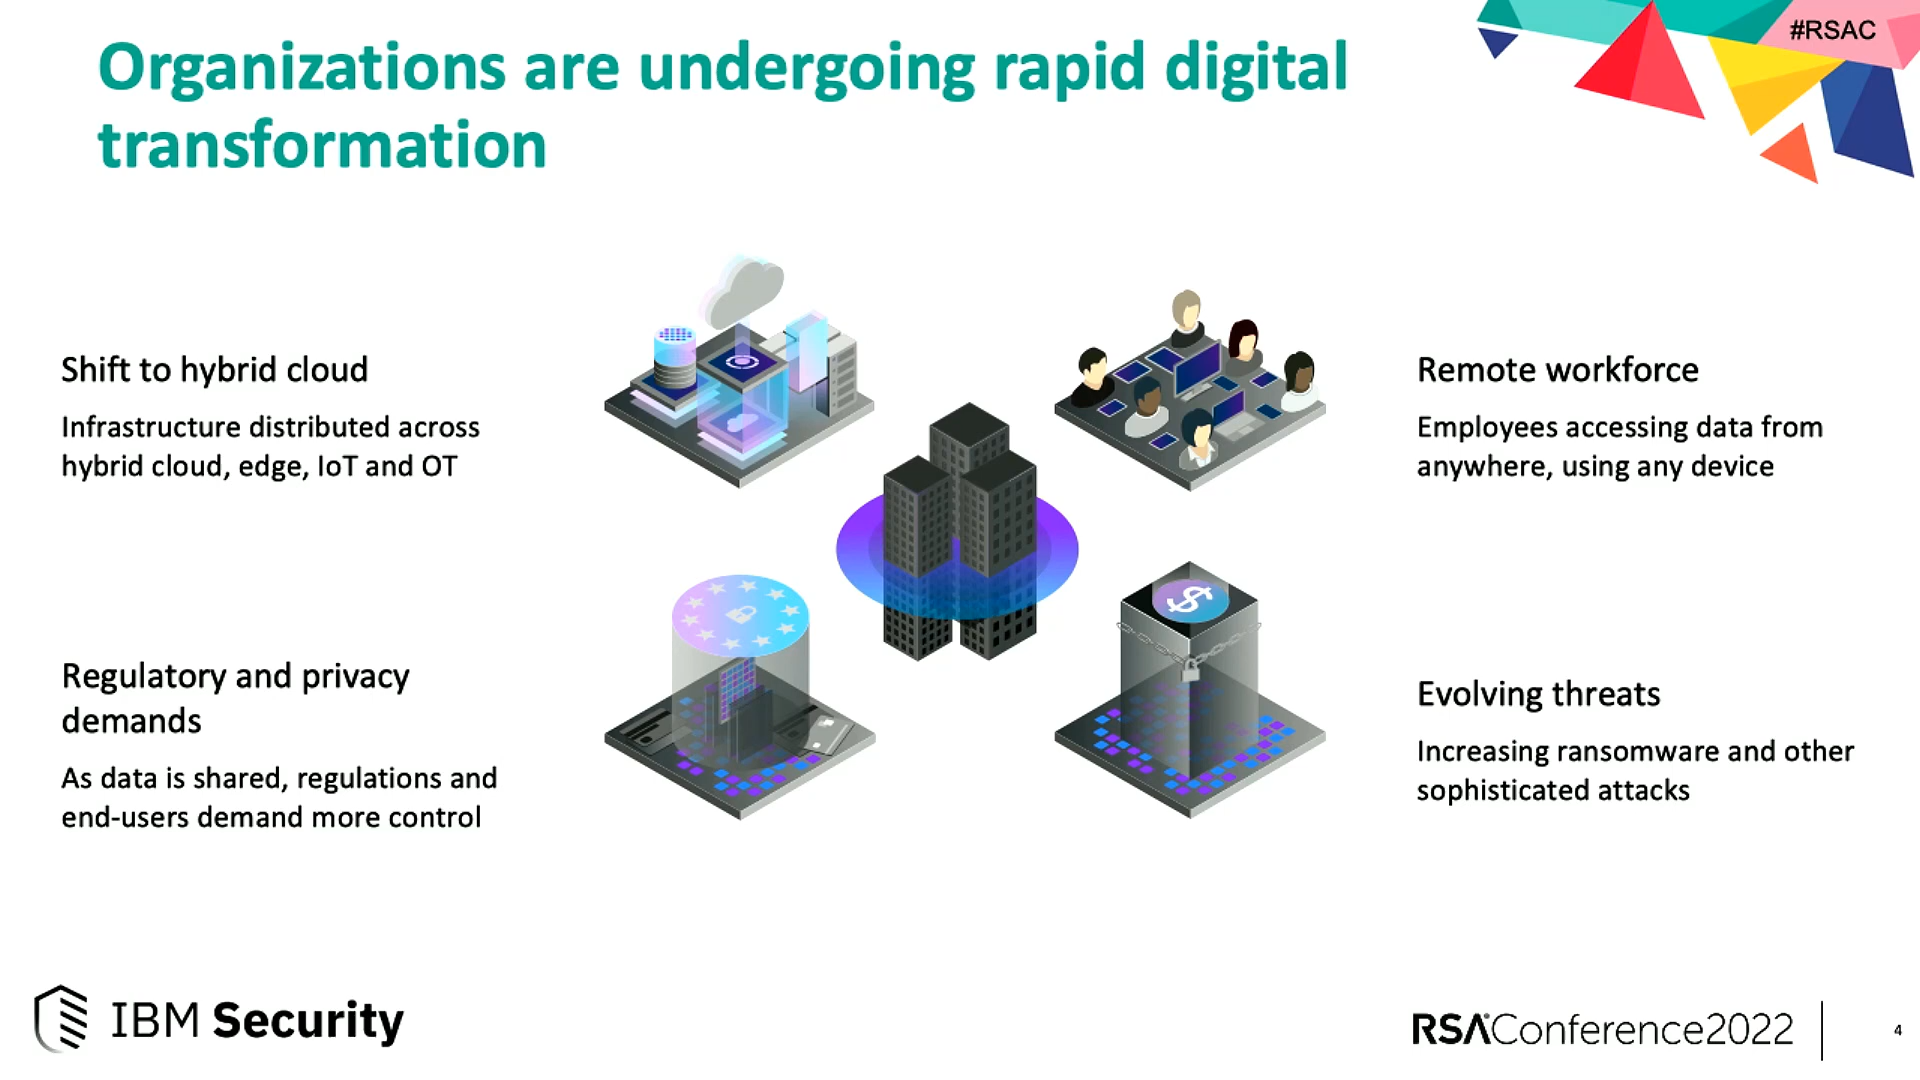 #RSAC
Organizations are undergoing rapid digital
transformation
Shift to hybrid cloud
Infrastructure distributed across
hybrid cloud, edge, IoT and OT
Remote workforce
Employees accessing data from
anywhere, using any device
Regulatory and privacy
demands
As data is shared, regulations and
end-users demand more control
$
Evolving threats
Increasing ransomware and other
sophisticated attacks
IBM Security
RSAConference2022
4